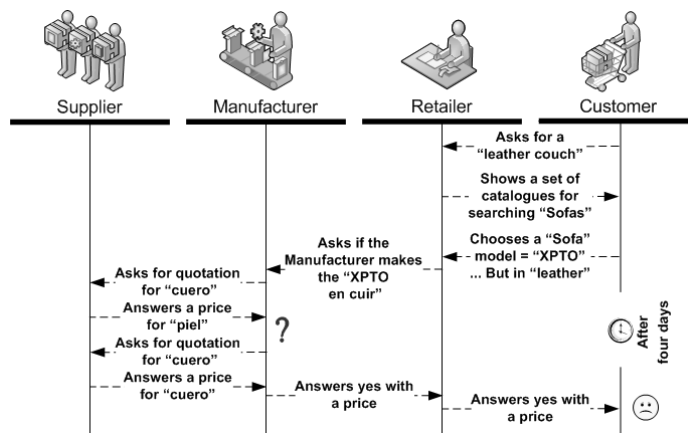 Supplier
Manufacturer
Retailer
Customer
Asks for a
“leather couch”
Shows a set of
catalogues for
searching “Sofas”
Chooses a “Sofa”
model = “XPTO”
... But in “leather”
Asks if the
Manufacturer makes
the “XPTO
en cuir”
Asks for quotation
for “cuero”
Answers a price
for “piel”
?
Asks for quotation
for “cuero”
After
four days
Answers a price
for “cuero”
Answers yes with
a price
Answers yes with
a price